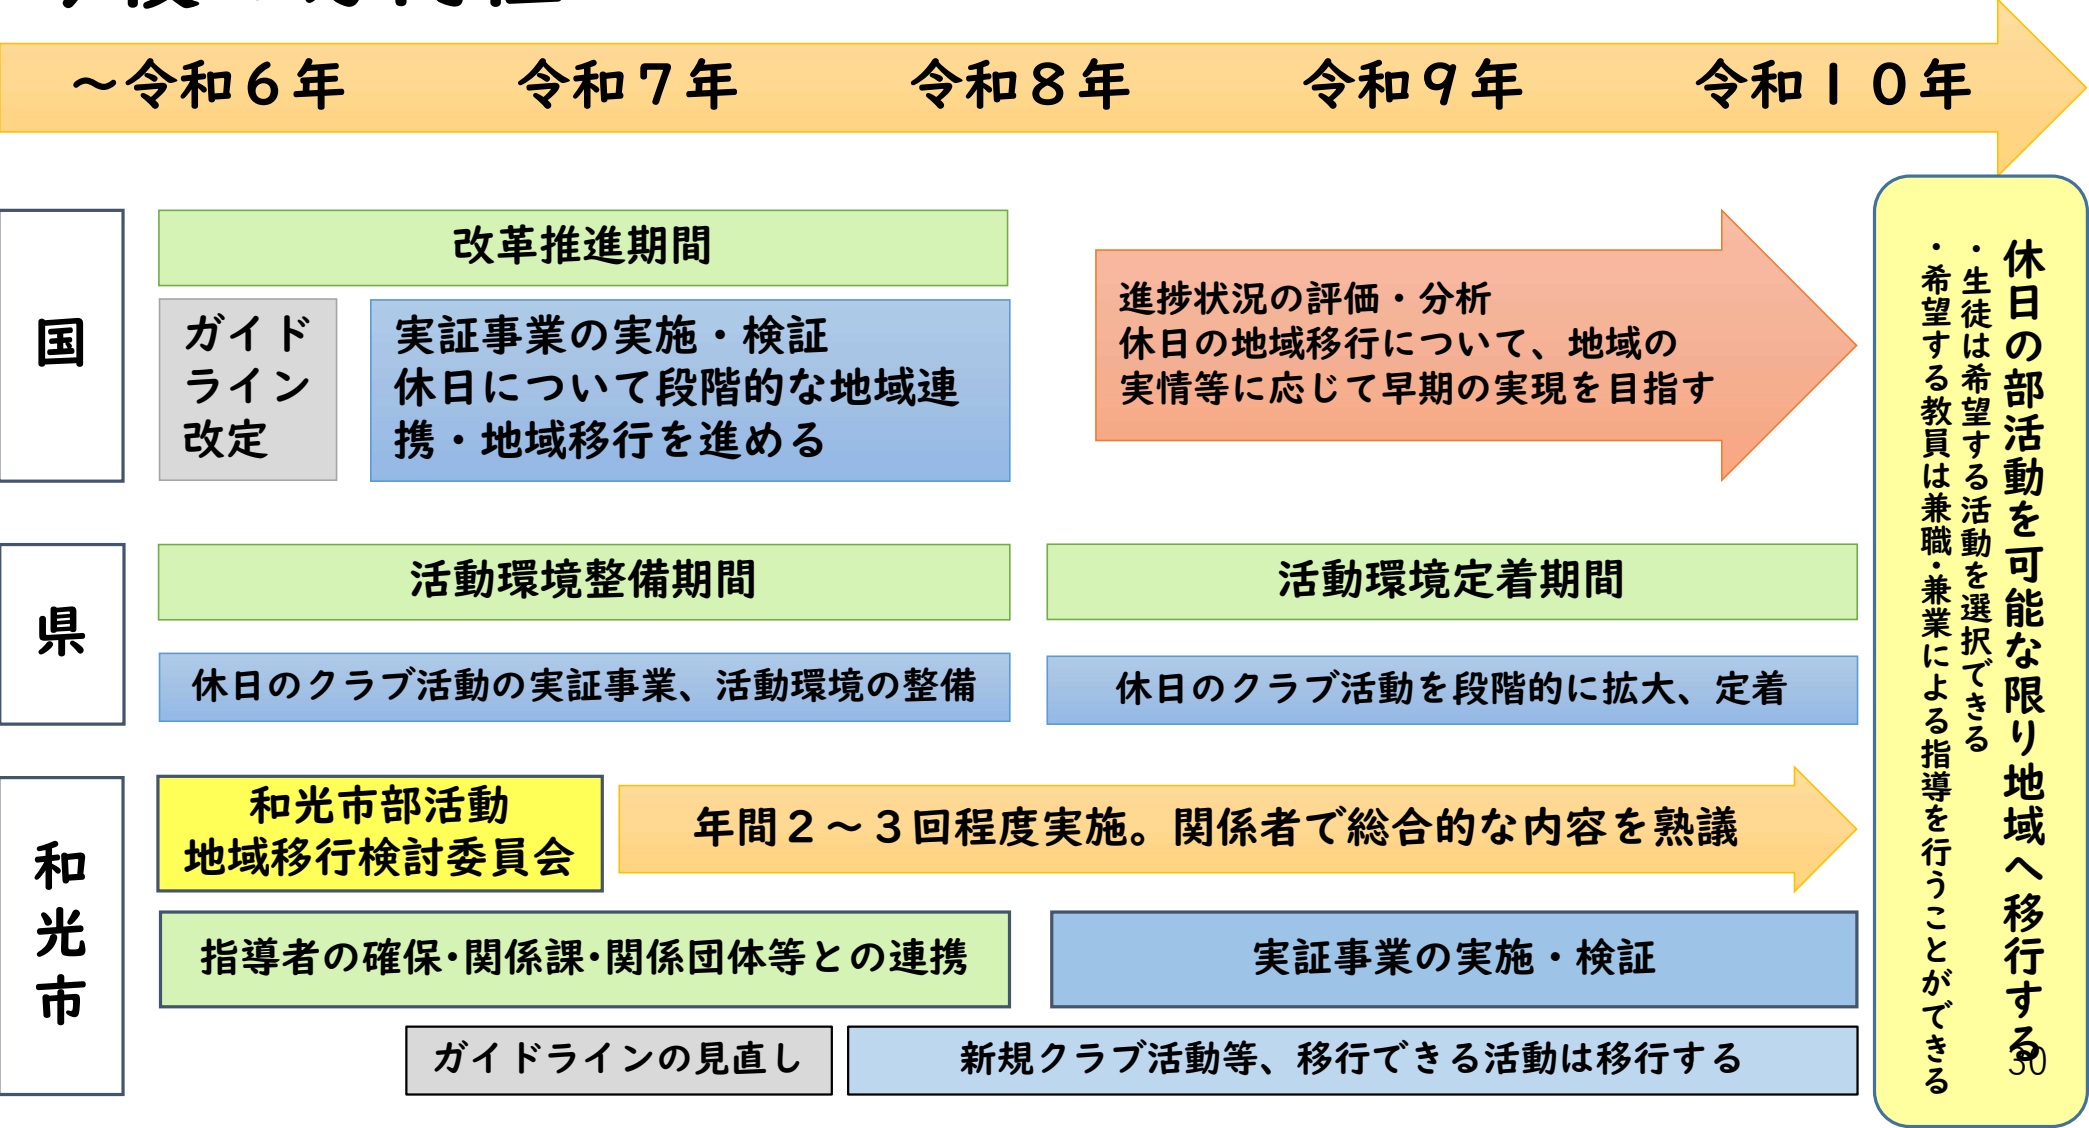 ～令和６年
令和７年
令和８年
令和９年
令和１０年
国
改革推進期間
ガイド
ライン
改定
実証事業の実施・検証
休日について段階的な地域連
携・地域移行を進める
進捗状況の評価・分析
休日の地域移行について、地域の
実情等に応じて早期の実現を目指す
県
活動環境整備期間
活動環境定着期間
休日のクラブ活動の実証事業、活動環境の整備
休日のクラブ活動を段階的に拡大、定着
和光市
和光市部活動
地域移行検討委員会
年間２～３回程度実施。関係者で総合的な内容を熟議
指導者の確保・関係課・関係団体等との連携
実証事業の実施・検証
ガイドラインの見直し
新規クラブ活動等、移行できる活動は移行する
休日の部活動を可能な限り地域へ移行する
・生徒は希望する活動を選択できる
・希望する教員は兼職・兼業による指導を行うことができる
30